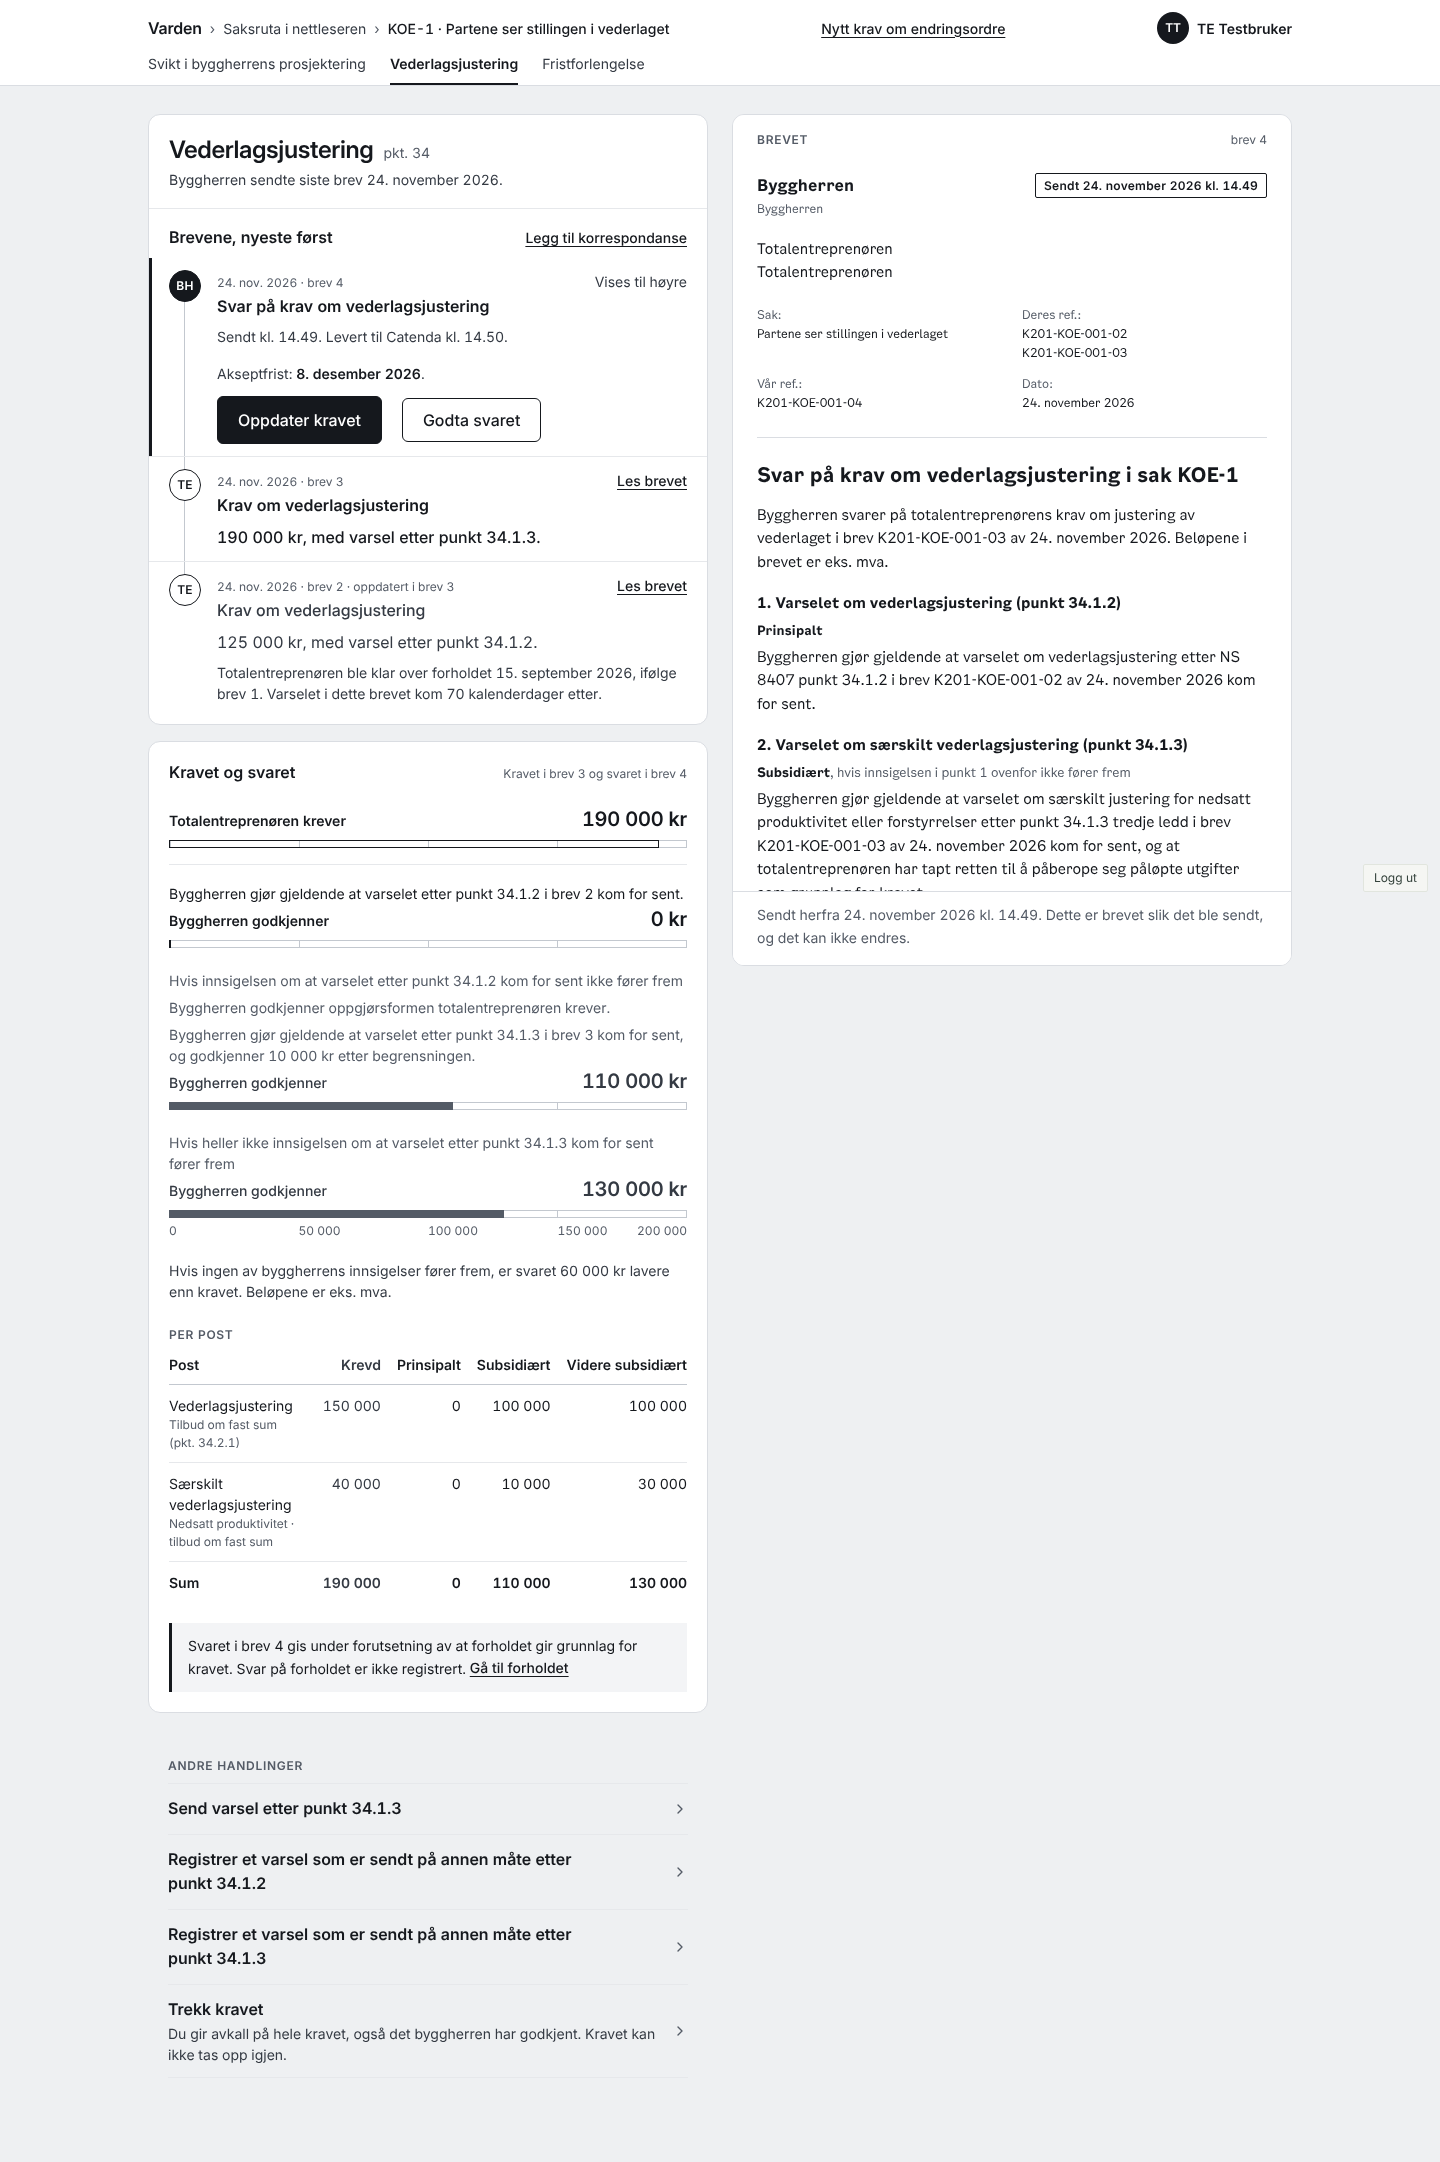 Varden › Saksruta i nettleseren › KOE-1 · Partene ser stillingen i vederlaget
Nytt krav om endringsordre
TT TE Testbruker
Svikt i byggherrens prosjektering Vederlagsjustering Fristforlengelse
Vederlagsjustering pkt. 34
Byggherren sendte siste brev 24. november 2026.
Brevene, nyeste først Legg til korrespondanse
BH 24. nov. 2026 · brev 4 Vises til høyre
Svar på krav om vederlagsjustering
Sendt kl. 14.49. Levert til Catenda kl. 14.50.
Akseptfrist: 8. desember 2026.
Oppdater kravet Godta svaret
TE 24. nov. 2026 · brev 3 Les brevet
Krav om vederlagsjustering
190 000 kr, med varsel etter punkt 34.1.3.
TE 24. nov. 2026 · brev 2 · oppdatert i brev 3 Les brevet
Krav om vederlagsjustering
125 000 kr, med varsel etter punkt 34.1.2.
Totalentreprenøren ble klar over forholdet 15. september 2026, ifølge
brev 1. Varselet i dette brevet kom 70 kalenderdager etter.
Kravet og svaret Kravet i brev 3 og svaret i brev 4
Totalentreprenøren krever 190 000 kr
Byggherren gjør gjeldende at varselet etter punkt 34.1.2 i brev 2 kom for sent.
Byggherren godkjenner 0 kr
Hvis innsigelsen om at varselet etter punkt 34.1.2 kom for sent ikke fører frem
Byggherren godkjenner oppgjørsformen totalentreprenøren krever.
Byggherren gjør gjeldende at varselet etter punkt 34.1.3 i brev 3 kom for sent,
og godkjenner 10 000 kr etter begrensningen.
Byggherren godkjenner 110 000 kr
Hvis heller ikke innsigelsen om at varselet etter punkt 34.1.3 kom for sent
fører frem
Byggherren godkjenner 130 000 kr
0 50 000 100 000 150 000 200 000
Hvis ingen av byggherrens innsigelser fører frem, er svaret 60 000 kr lavere
enn kravet. Beløpene er eks. mva.
PER POST
Post Krevd Prinsipalt Subsidiært Videre subsidiært
Vederlagsjustering 150 000 0 100 000 100 000
Tilbud om fast sum
(pkt. 34.2.1)
Særskilt 40 000 0 10 000 30 000
vederlagsjustering
Nedsatt produktivitet ·
tilbud om fast sum
Sum 190 000 0 110 000 130 000
Svaret i brev 4 gis under forutsetning av at forholdet gir grunnlag for
kravet. Svar på forholdet er ikke registrert. Gå til forholdet
ANDRE HANDLINGER
Send varsel etter punkt 34.1.3
Registrer et varsel som er sendt på annen måte etter
punkt 34.1.2
Registrer et varsel som er sendt på annen måte etter
punkt 34.1.3
Trekk kravet
Du gir avkall på hele kravet, også det byggherren har godkjent. Kravet kan
ikke tas opp igjen.
BREVET brev 4
Byggherren Sendt 24. november 2026 kl. 14.49
Byggherren
Totalentreprenøren
Totalentreprenøren
Sak: Deres ref.:
Partene ser stillingen i vederlaget K201-KOE-001-02
K201-KOE-001-03
Vår ref.: Dato:
K201-KOE-001-04 24. november 2026
Svar på krav om vederlagsjustering i sak KOE-1
Byggherren svarer på totalentreprenørens krav om justering av
vederlaget i brev K201-KOE-001-03 av 24. november 2026. Beløpene i
brevet er eks. mva.
1. Varselet om vederlagsjustering (punkt 34.1.2)
Prinsipalt
Byggherren gjør gjeldende at varselet om vederlagsjustering etter NS
8407 punkt 34.1.2 i brev K201-KOE-001-02 av 24. november 2026 kom
for sent.
2. Varselet om særskilt vederlagsjustering (punkt 34.1.3)
Subsidiært, hvis innsigelsen i punkt 1 ovenfor ikke fører frem
Byggherren gjør gjeldende at varselet om særskilt justering for nedsatt
produktivitet eller forstyrrelser etter punkt 34.1.3 tredje ledd i brev
K201-KOE-001-03 av 24. november 2026 kom for sent, og at
totalentreprenøren har tapt retten til å påberope seg påløpte utgifter
Sendt herfra 24. november 2026 kl. 14.49. Dette er brevet slik det ble sendt,
og det kan ikke endres.
Logg ut